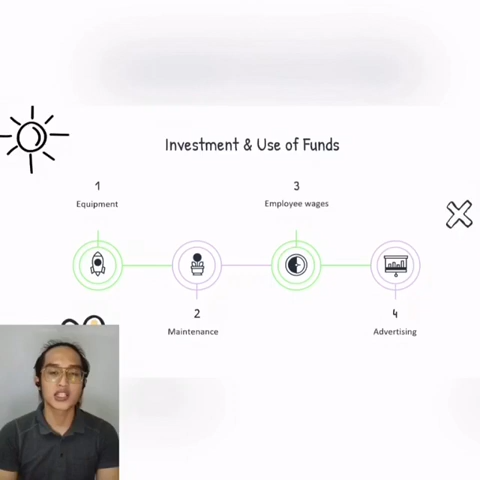 Investment & Use of Funds
1
Equipment
2
Maintenance
3
Employee wages
4
Advertising